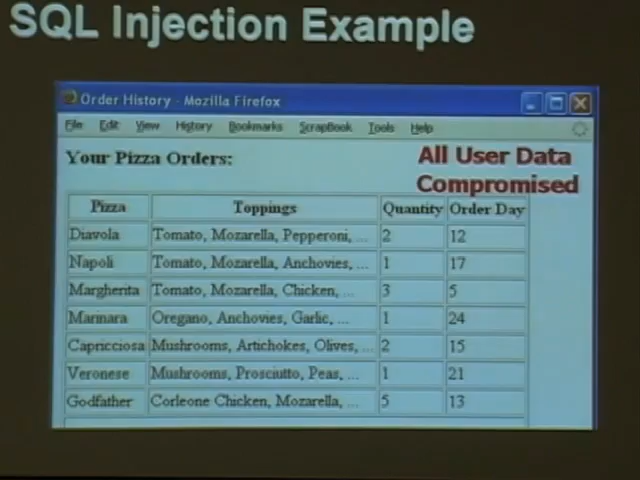 SQL Injection Example
Order History - Mozilla Firefox
File Edit View History Bookmarks ScrapBook Tools Help
Your Pizza Orders:
All User Data
Compromised
Pizza Toppings Quantity Order Day
Diavola Tomato, Mozarella, Pepperoni, ... 2 12
Napoli Tomato, Mozarella, Anchovies, ... 1 17
Margherita Tomato, Mozarella, Chicken, ... 3 5
Marinara Oregano, Anchovies, Garlic, ... 1 24
Capricciosa Mushrooms, Artichokes, Olives, ... 2 15
Veronese Mushrooms, Prosciutto, Peas, ... 1 21
Godfather Corleone Chicken, Mozarella, ... 5 13